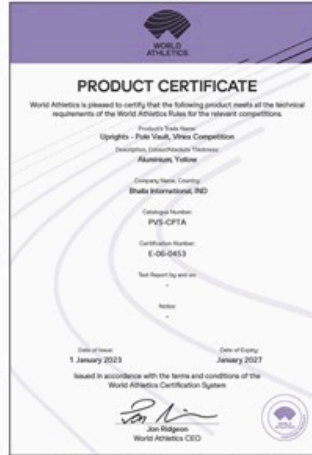 WORLD
ATHLETICS
PRODUCT CERTIFICATE
World Athletics is pleased to certify that the following product meets all the technical
requirements of the World Athletics Rules for the relevant competitions.
Product's Trade Name:
Uprights - Pole Vault, Vinex Competition
Description, Colour/Absolute Thickness:
Aluminium, Yellow
Company Name, Country:
Bhalla International, IND
Catalogue Number:
PVS-CPTA
Certification Number:
E-06-0453
Test Report by and on:
-
Notes:
-
Date of Issue:
1 January 2023
Date of Expiry:
January 2027
Issued in accordance with the terms and conditions of the
World Athletics Certification System
Jon Ridgeon
World Athletics CEO